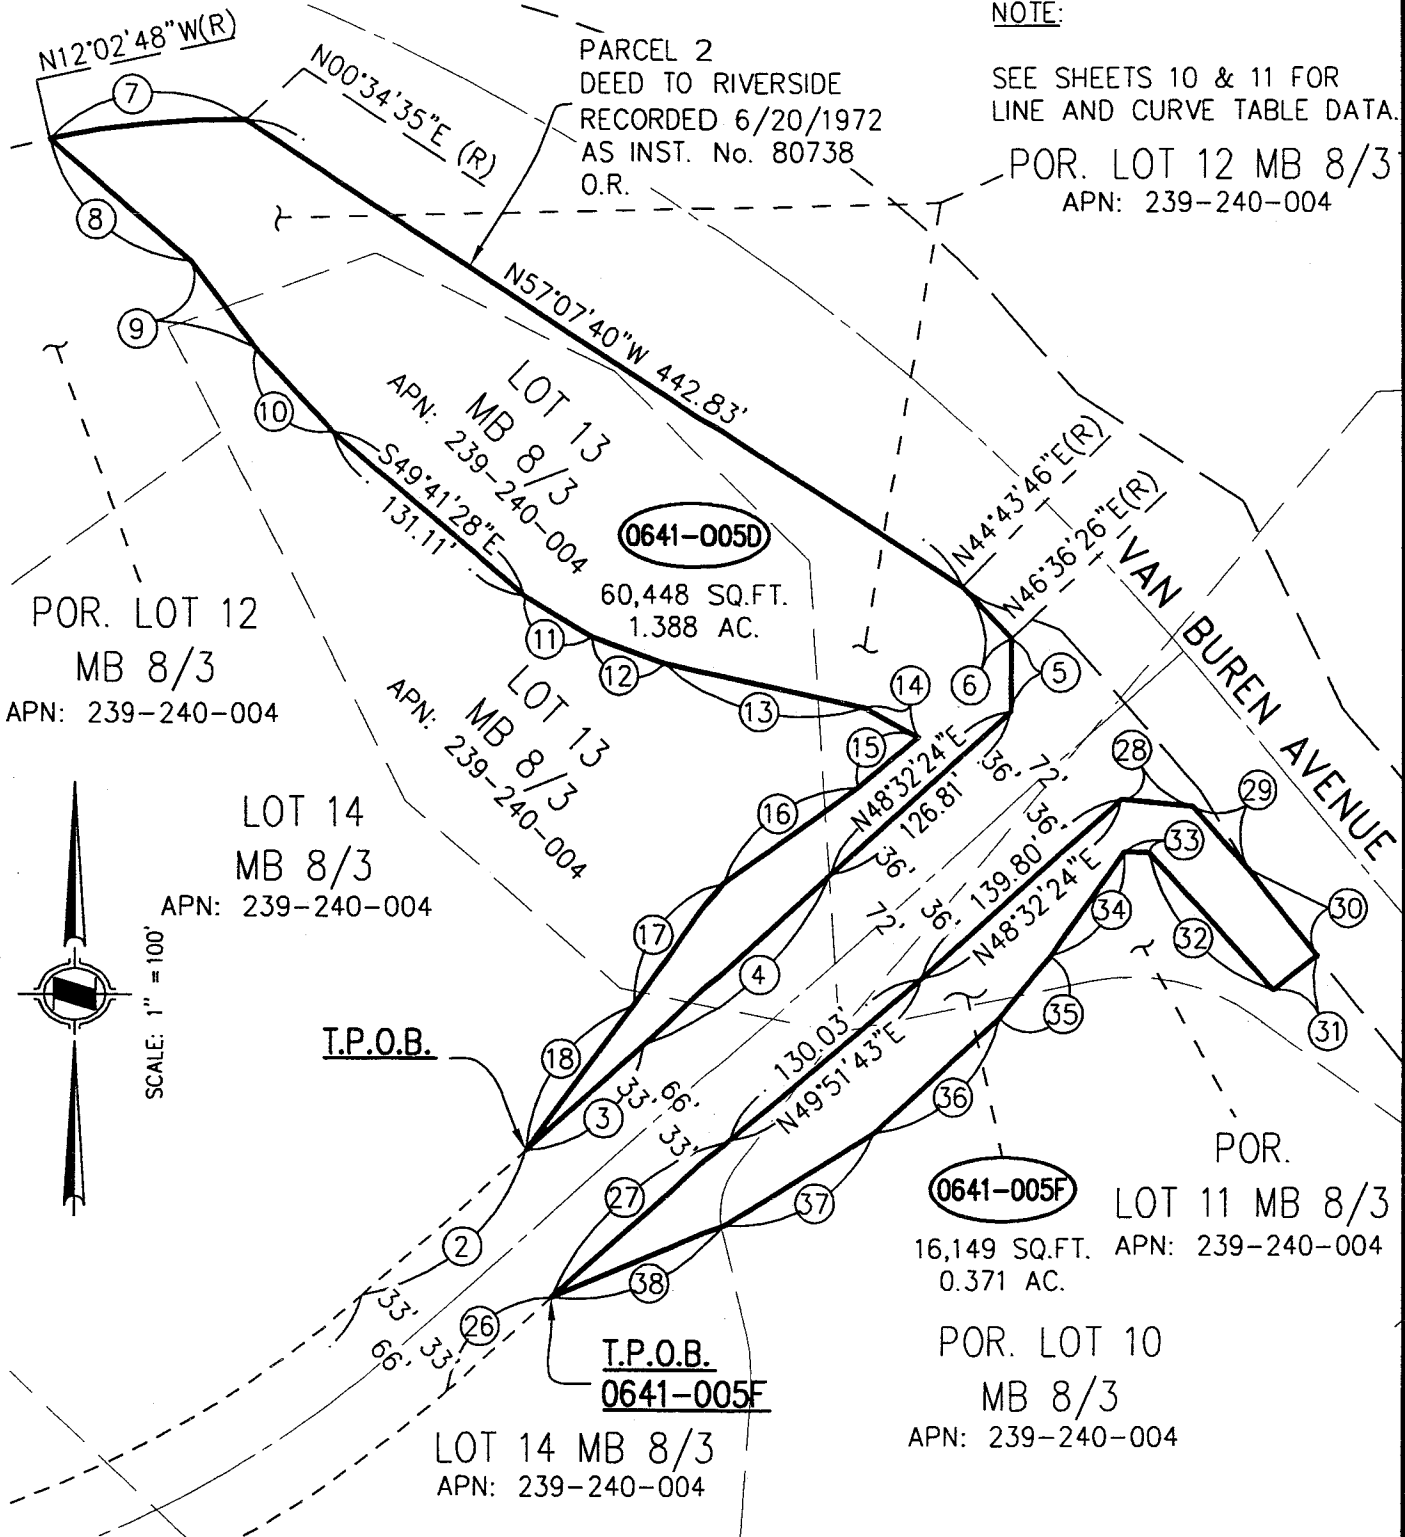 NOTE:
SEE SHEETS 10 & 11 FOR
LINE AND CURVE TABLE DATA.
N12°02'48"W(R)
7
N00°34'35"E (R)
PARCEL 2
DEED TO RIVERSIDE
RECORDED 6/20/1972
AS INST. No. 80738
O.R.
POR. LOT 12 MB 8/3
APN: 239-240-004
8
9
10
N57°07'40"W 442.83'
LOT 13
MB 8/3
APN: 239-240-004
S49°41'28"E
131.11'
0641-005D
60,448 SQ.FT.
1.388 AC.
N44°43'46"E(R)
N46°36'26"E(R)
VAN BUREN AVENUE
POR. LOT 12
MB 8/3
APN: 239-240-004
11
12
13
14
6
5
LOT 13
MB 8/3
APN: 239-240-004
15
N48°32'24"E
126.81'
36'
72'
36'
28
29
16
LOT 14
MB 8/3
APN: 239-240-004
36'
72'
36'
139.80'
N48°32'24"E
33
34
32
30
17
4
SCALE: 1" =100'
35
31
T.P.O.B.
18
3
33'
66'
33'
130.03'
N49°51'43"E
36
2
27
37
0641-005F
16,149 SQ.FT.
0.371 AC.
POR.
LOT 11 MB 8/3
APN: 239-240-004
33'
66'
33'
26
38
T.P.O.B.
0641-005F
POR. LOT 10
MB 8/3
APN: 239-240-004
LOT 14 MB 8/3
APN: 239-240-004